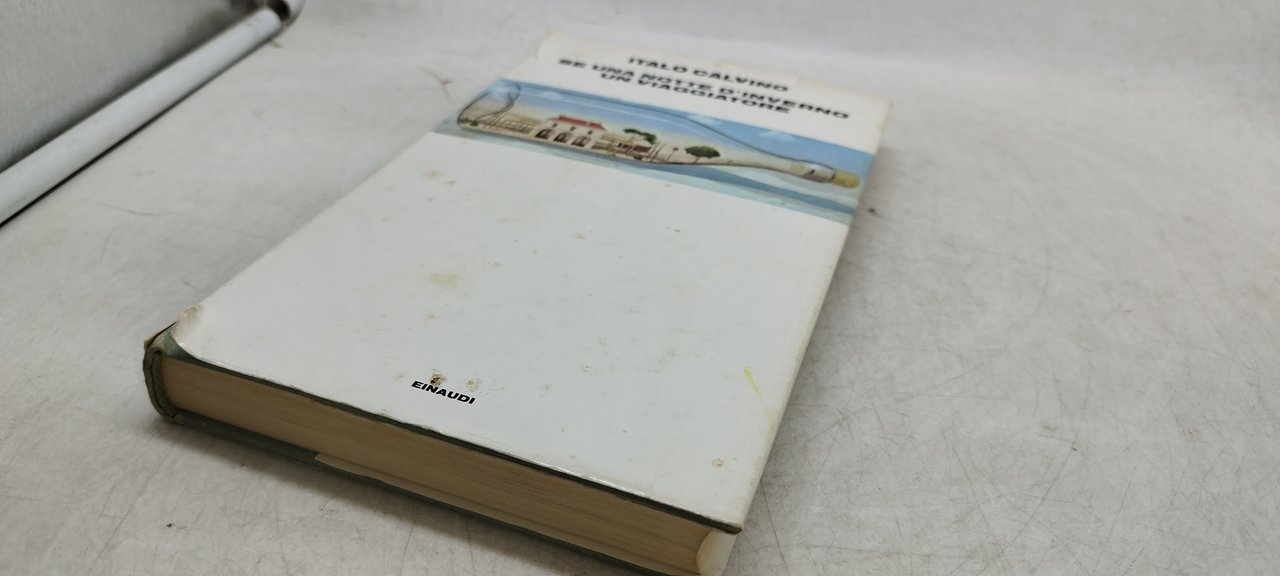 ITALO CALVINO
SE UNA NOTTE D'INVERNO
UN VIAGGIATORE
EINAUDI